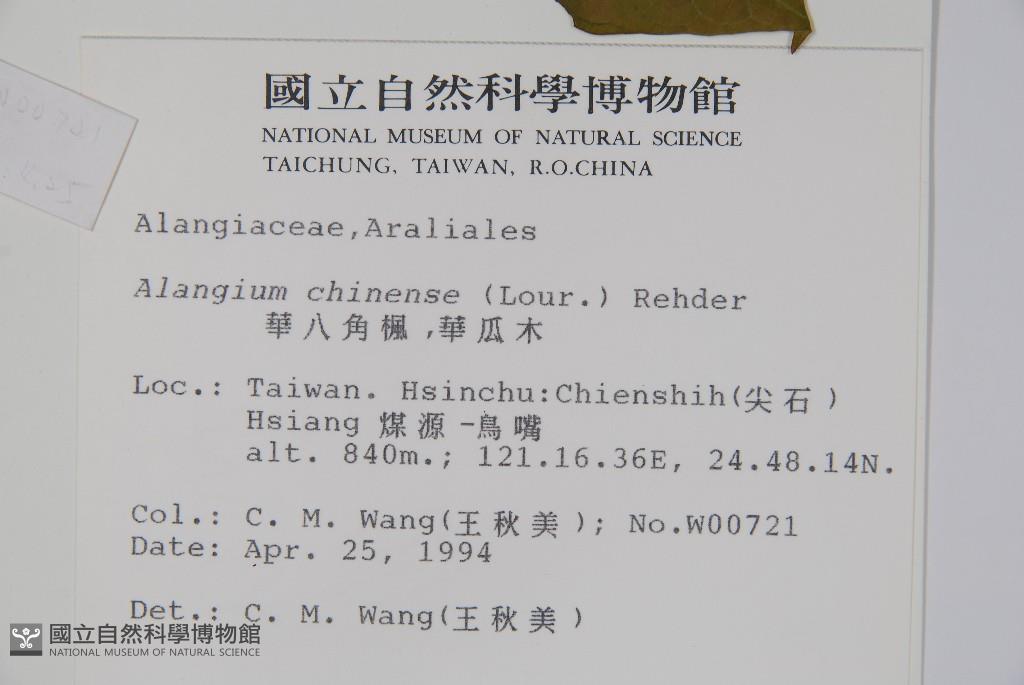 國立自然科學博物館
NATIONAL MUSEUM OF NATURAL SCIENCE
TAICHUNG, TAIWAN, R.O.CHINA
Alangiaceae,Araliales
Alangium chinense (Lour.) Rehder
華八角楓,華瓜木
Loc.: Taiwan. Hsinchu:Chienshih(尖石)
Hsiang 煤源-鳥嘴
alt. 840m.; 121.16.36E, 24.48.14N.
Col.: C. M. Wang(王秋美); No.W00721
Date: Apr. 25, 1994
Det.: C. M. Wang(王秋美)
國立自然科學博物館
NATIONAL MUSEUM OF NATURAL SCIENCE